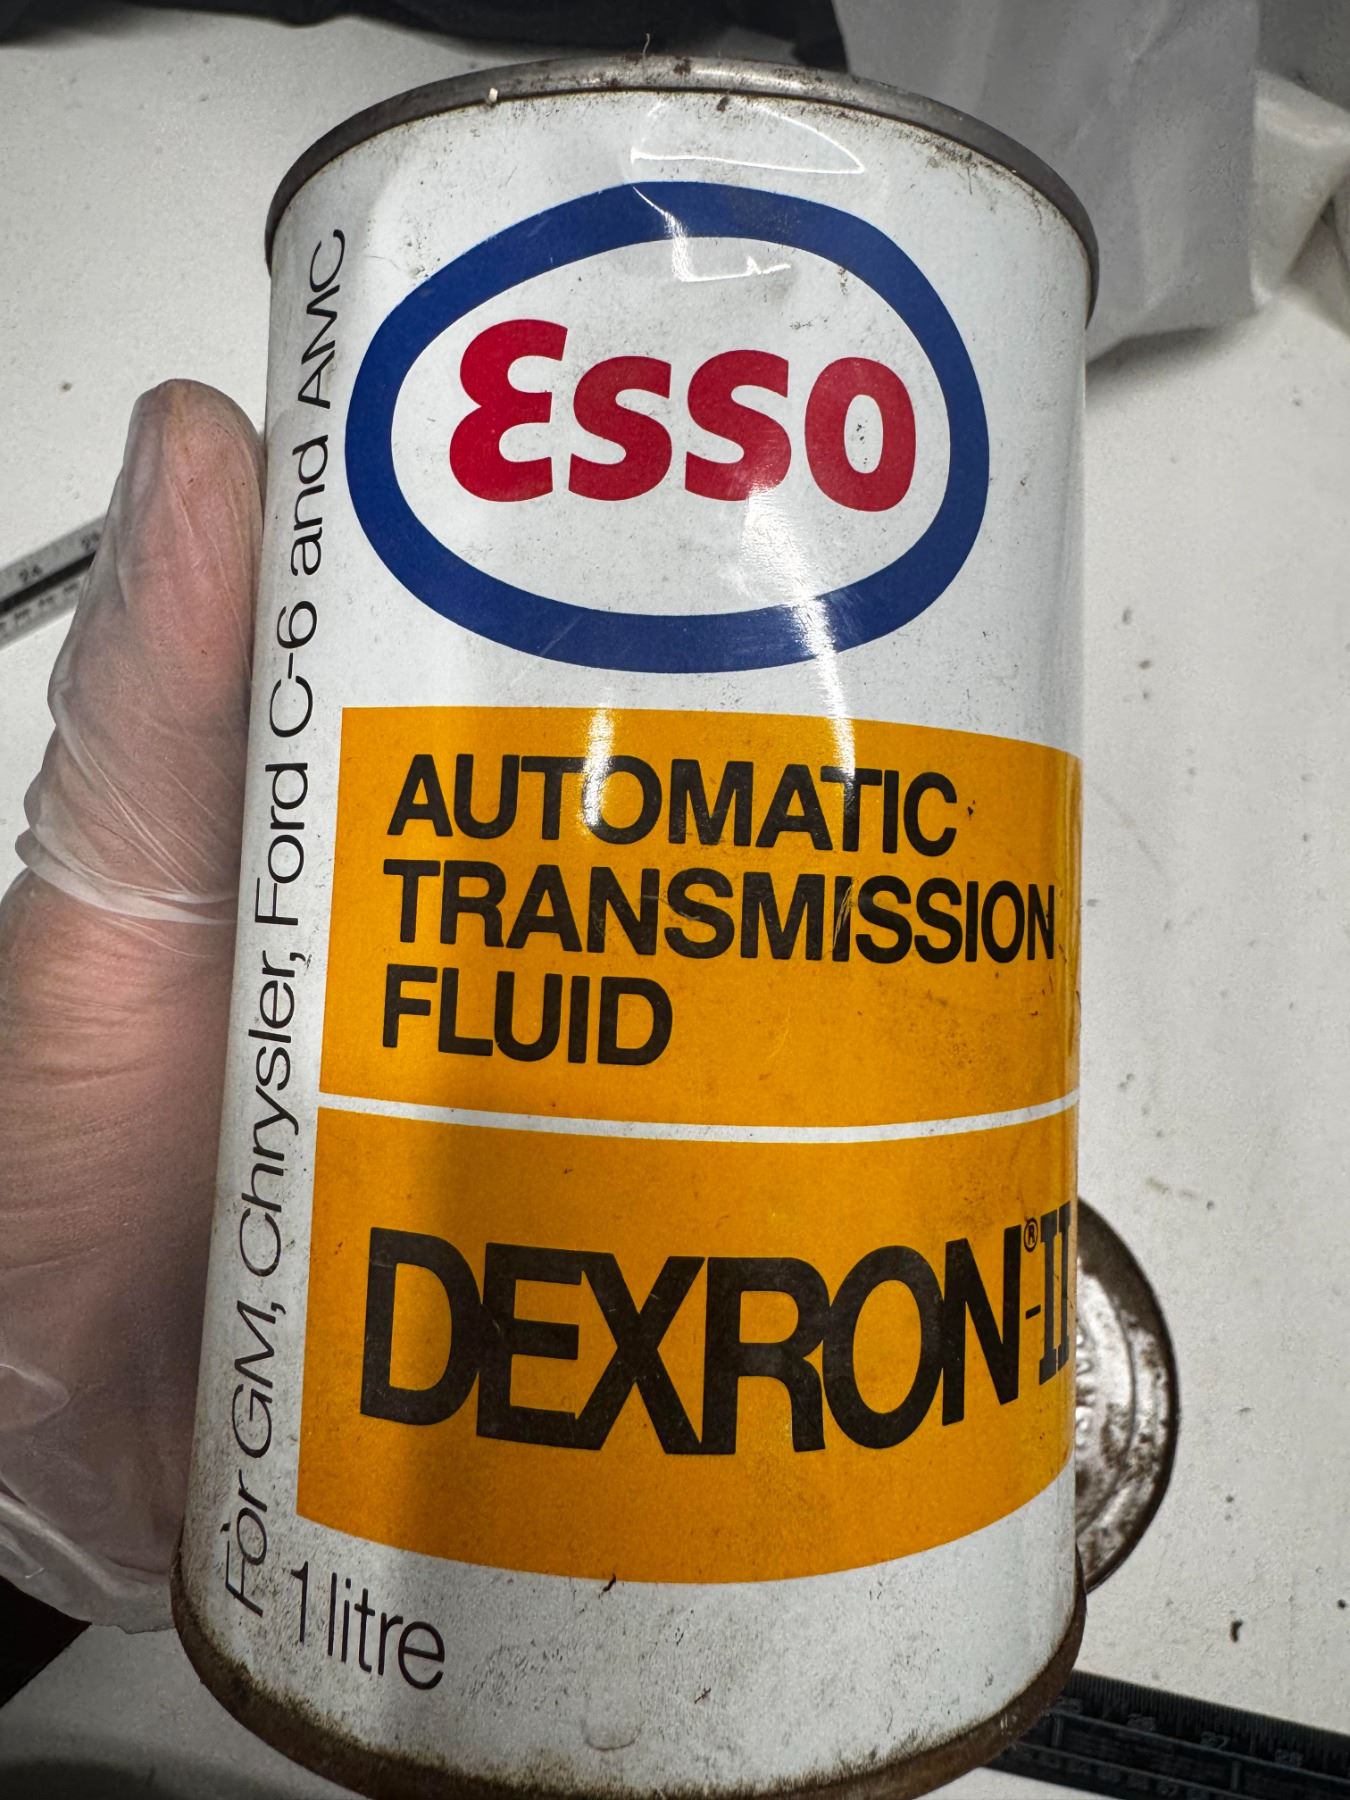 Esso
AUTOMATIC
TRANSMISSION
FLUID
DEXRON®-II
1 litre
For GM, Chrysler, Ford C-6 and AMC